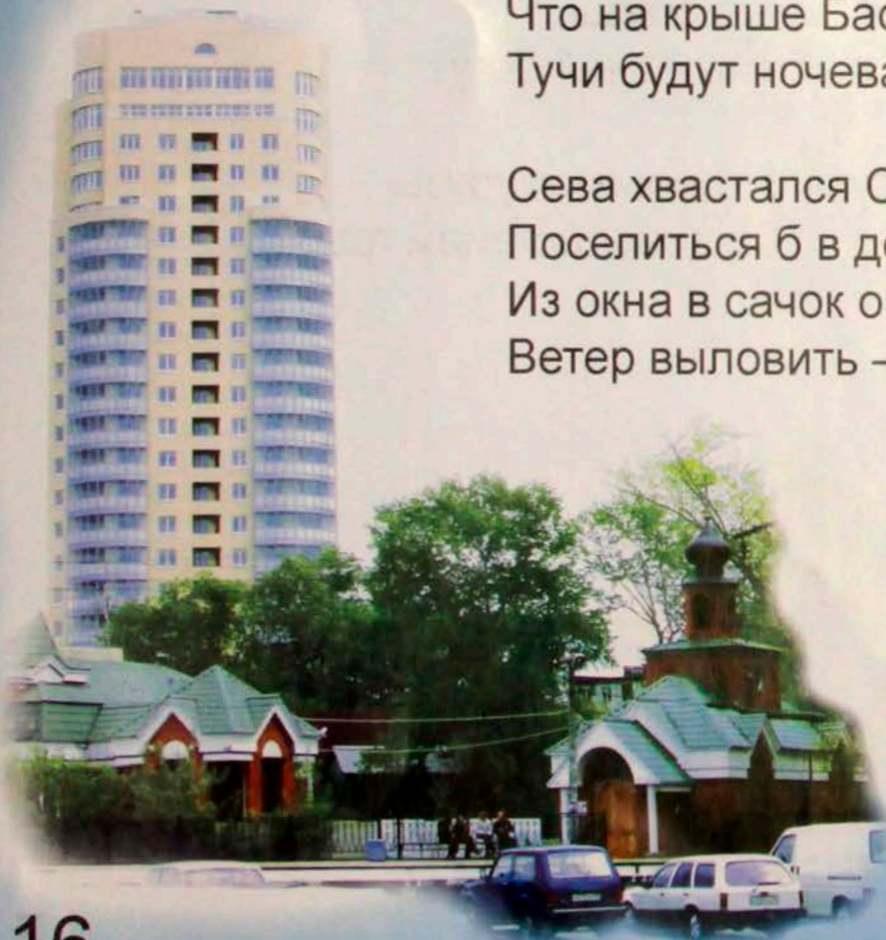 Что на крыше
Тучи будут
Сева хвастался
Поселиться б в
Из окна в сачок
Ветер выловить –
16